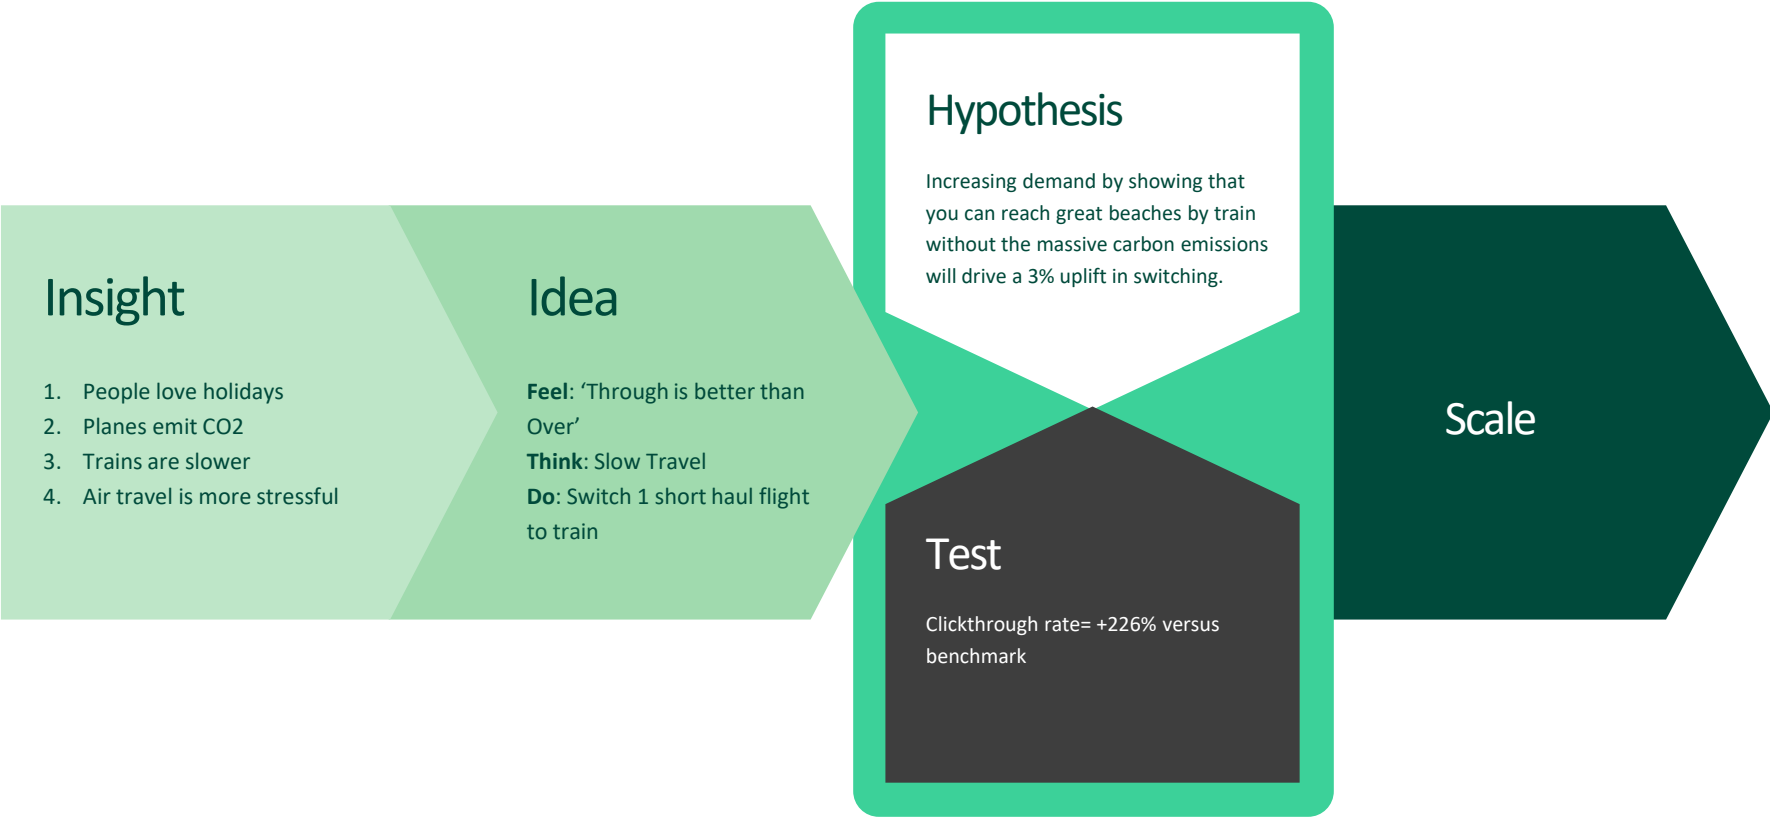 Insight
1. People love holidays
2. Planes emit CO2
3. Trains are slower
4. Air travel is more stressful
Idea
Feel: ‘Through is better than
Over’
Think: Slow Travel
Do: Switch 1 short haul flight
to train
Hypothesis
Increasing demand by showing that
you can reach great beaches by train
without the massive carbon emissions
will drive a 3% uplift in switching.
Test
Clickthrough rate= +226% versus
benchmark
Scale